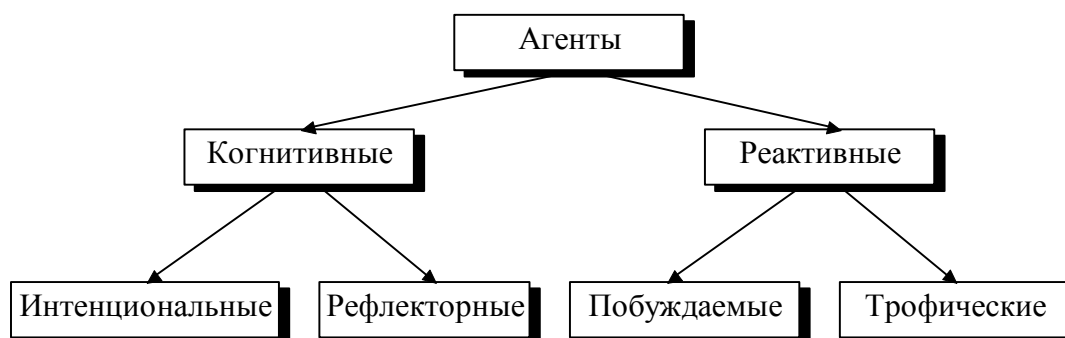 Агенты
Когнитивные
Реактивные
Интенциональные
Рефлекторные
Побуждаемые
Трофические